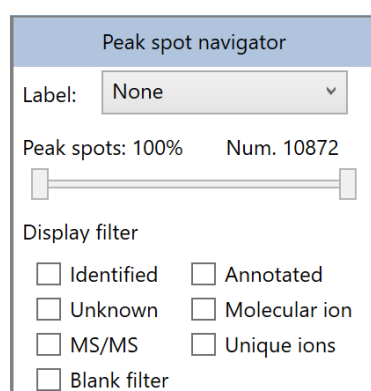 Peak spot navigator
Label: None
Peak spots: 100% Num. 10872
Display filter
Identified Annotated
Unknown Molecular ion
MS/MS Unique ions
Blank filter